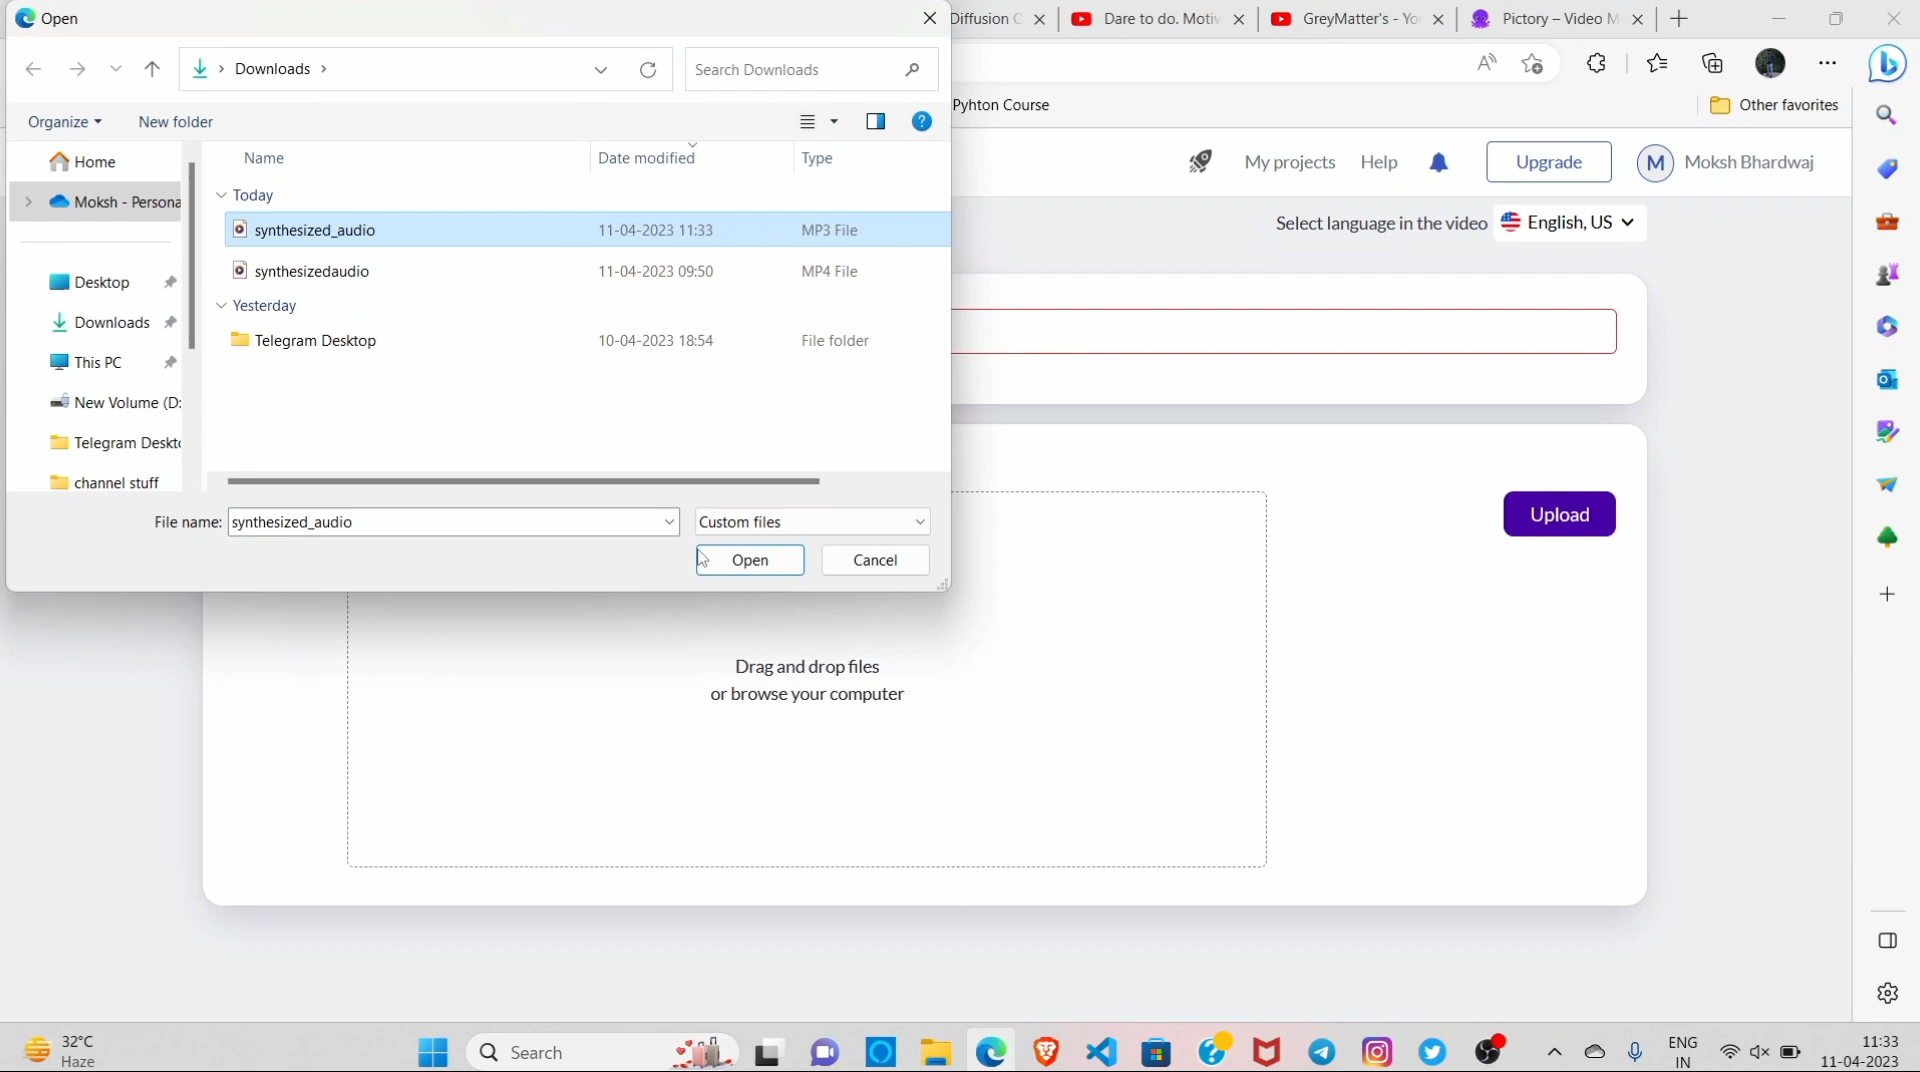 Open
Diffusion C
Dare to do. Motiv
GreyMatter's - Yo
Pictory – Video M
Downloads
Search Downloads
Pyhton Course
Other favorites
Organize
New folder
My projects
Help
Upgrade
M
Moksh Bhardwaj
Home
Moksh - Persona
Desktop
Downloads
This PC
New Volume (D:
Telegram Deskto
channel stuff
Name
Date modified
Type
Today
synthesized_audio
11-04-2023 11:33
MP3 File
synthesizedaudio
11-04-2023 09:50
MP4 File
Yesterday
Telegram Desktop
10-04-2023 18:54
File folder
Select language in the video
English, US
File name:
synthesized_audio
Custom files
Open
Cancel
Upload
Drag and drop files
or browse your computer
32°C
Haze
Search
ENG
IN
11:33
11-04-2023